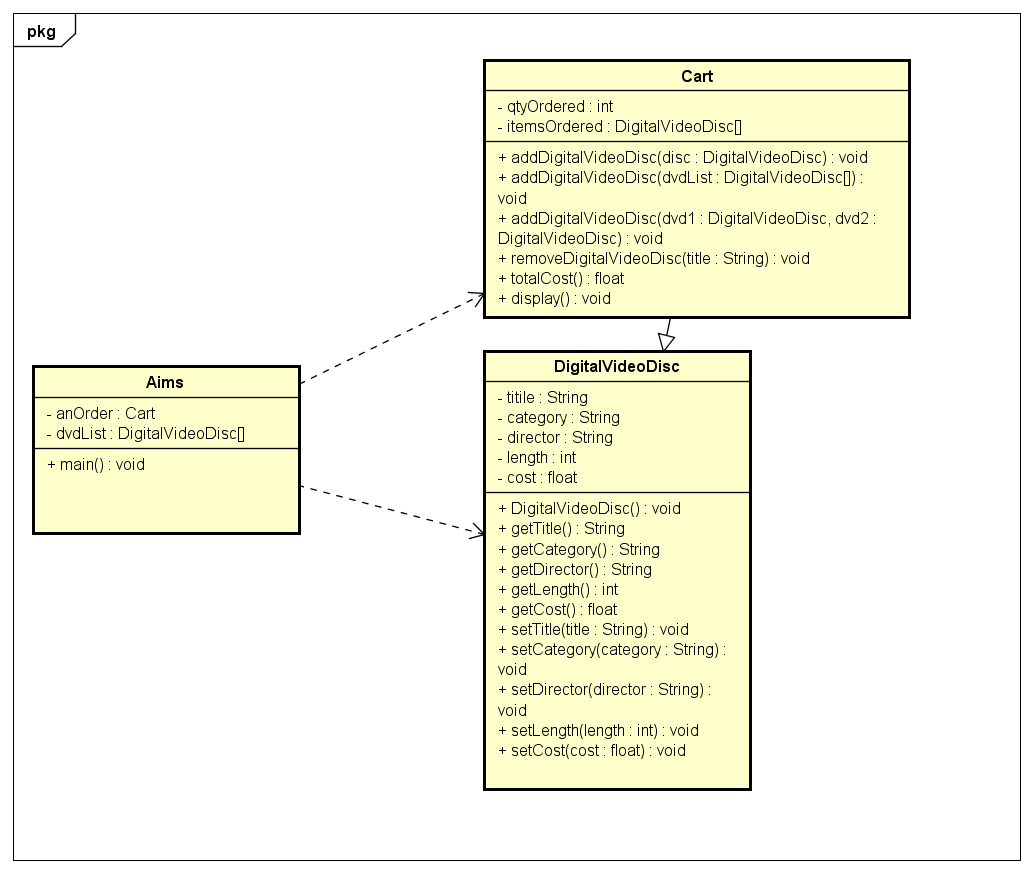 pkg
Cart
- qtyOrdered : int
- itemsOrdered : DigitalVideoDisc[]
+ addDigitalVideoDisc(disc : DigitalVideoDisc) : void
+ addDigitalVideoDisc(dvdList : DigitalVideoDisc[]) :
void
+ addDigitalVideoDisc(dvd1 : DigitalVideoDisc, dvd2 :
DigitalVideoDisc) : void
+ removeDigitalVideoDisc(title : String) : void
+ totalCost() : float
+ display() : void
Aims
- anOrder : Cart
- dvdList : DigitalVideoDisc[]
+ main() : void
DigitalVideoDisc
- titile : String
- category : String
- director : String
- length : int
- cost : float
+ DigitalVideoDisc() : void
+ getTitle() : String
+ getCategory() : String
+ getDirector() : String
+ getLength() : int
+ getCost() : float
+ setTitle(title : String) : void
+ setCategory(category : String) :
void
+ setDirector(director : String) :
void
+ setLength(length : int) : void
+ setCost(cost : float) : void